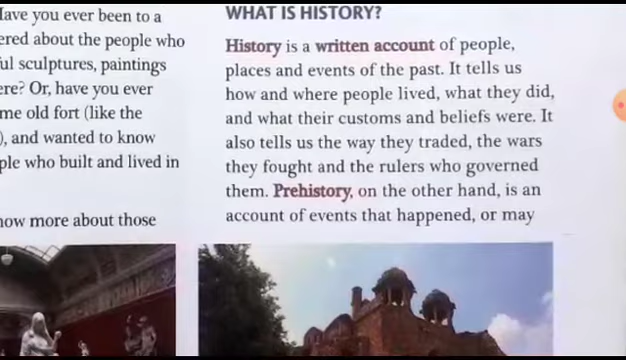 Have you ever been to a
ered about the people who
ful sculptures, paintings
ere? Or, have you ever
me old fort (like the
), and wanted to know
ple who built and lived in
now more about those
WHAT IS HISTORY?
History is a written account of people,
places and events of the past. It tells us
how and where people lived, what they did,
and what their customs and beliefs were. It
also tells us the way they traded, the wars
they fought and the rulers who governed
them. Prehistory, on the other hand, is an
account of events that happened, or may